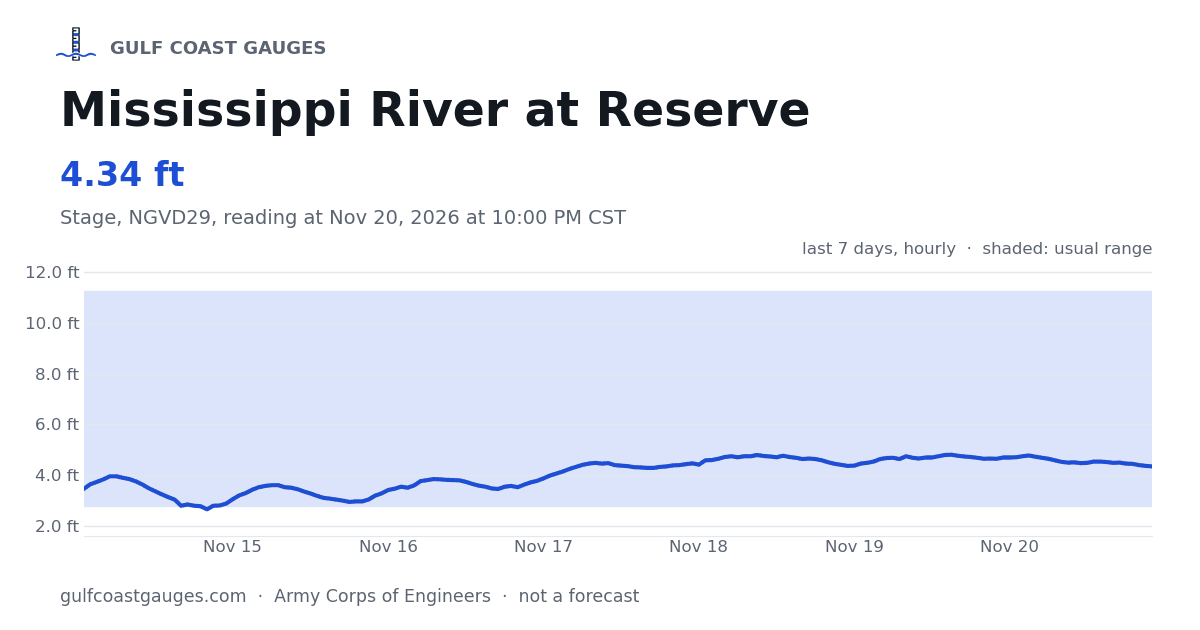 GULF COAST GAUGES
Mississippi River at Reserve
4.34 ft
Stage, NGVD29, reading at Nov 20, 2026 at 10:00 PM CST
last 7 days, hourly · shaded: usual range
12.0 ft
10.0 ft
8.0 ft
6.0 ft
4.0 ft
2.0 ft
Nov 15 Nov 16 Nov 17 Nov 18 Nov 19 Nov 20
gulfcoastgauges.com · Army Corps of Engineers · not a forecast